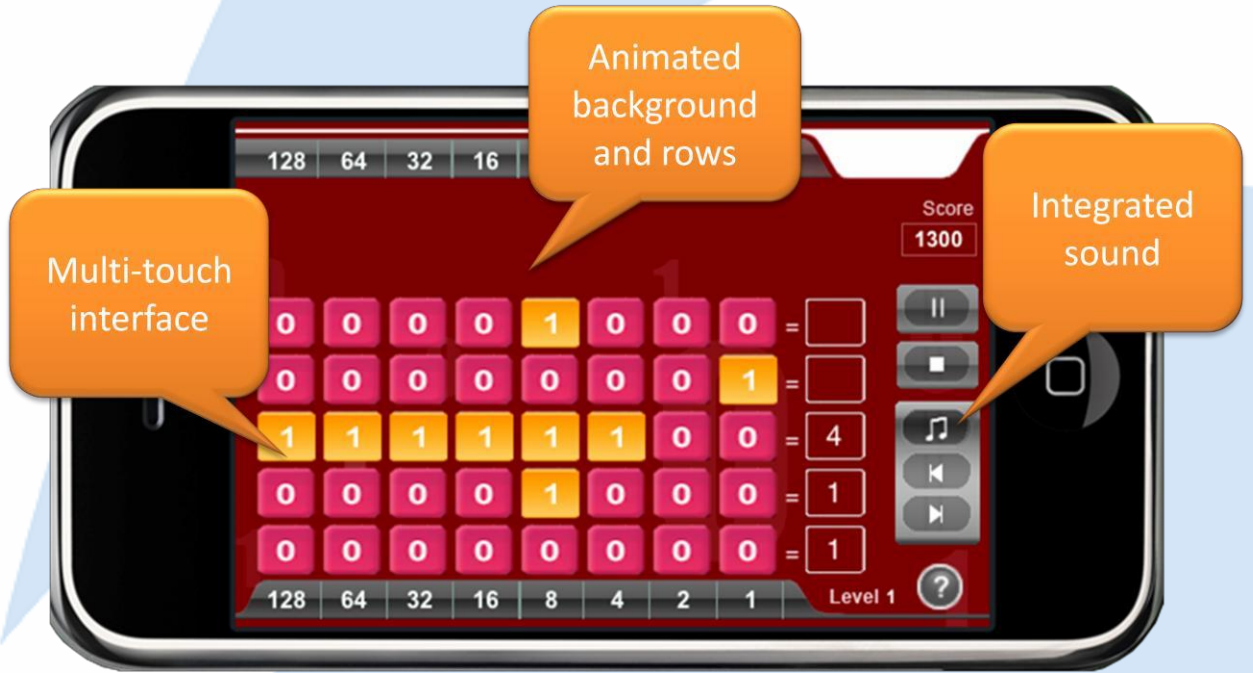 Animated
background
and rows
128 64 32 16
Multi-touch
interface
Score
1300
Integrated
sound
0 0 0 0 1 0 0 0 =
0 0 0 0 0 0 0 1 =
1 1 1 1 1 1 0 0 = 4
0 0 0 0 1 0 0 0 = 1
0 0 0 0 0 0 0 0 = 1
128 64 32 16 8 4 2 1
Level 1
?